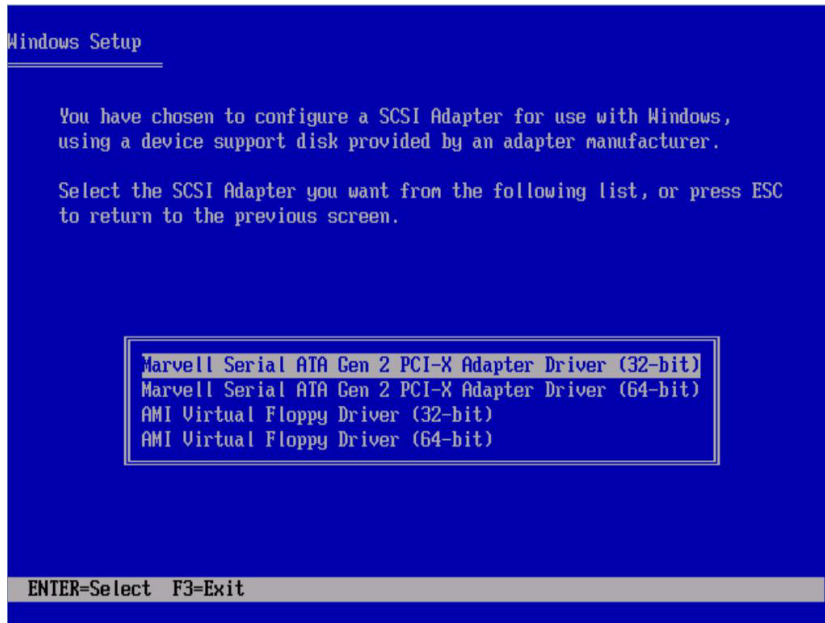 Windows Setup
You have chosen to configure a SCSI Adapter for use with Windows,
using a device support disk provided by an adapter manufacturer.
Select the SCSI Adapter you want from the following list, or press ESC
to return to the previous screen.
Marvell Serial ATA Gen 2 PCI-X Adapter Driver (32-bit)
Marvell Serial ATA Gen 2 PCI-X Adapter Driver (64-bit)
AMI Virtual Floppy Driver (32-bit)
AMI Virtual Floppy Driver (64-bit)
ENTER=Select F3=Exit